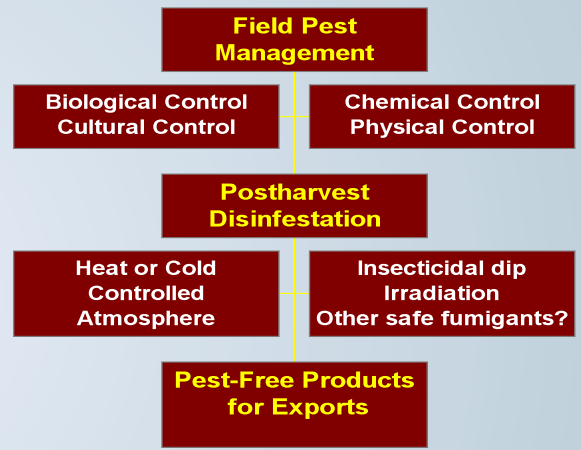 Field Pest
Management
Biological Control
Cultural Control
Chemical Control
Physical Control
Postharvest
Disinfestation
Heat or Cold
Controlled
Atmosphere
Insecticidal dip
Irradiation
Other safe fumigants?
Pest-Free Products
for Exports